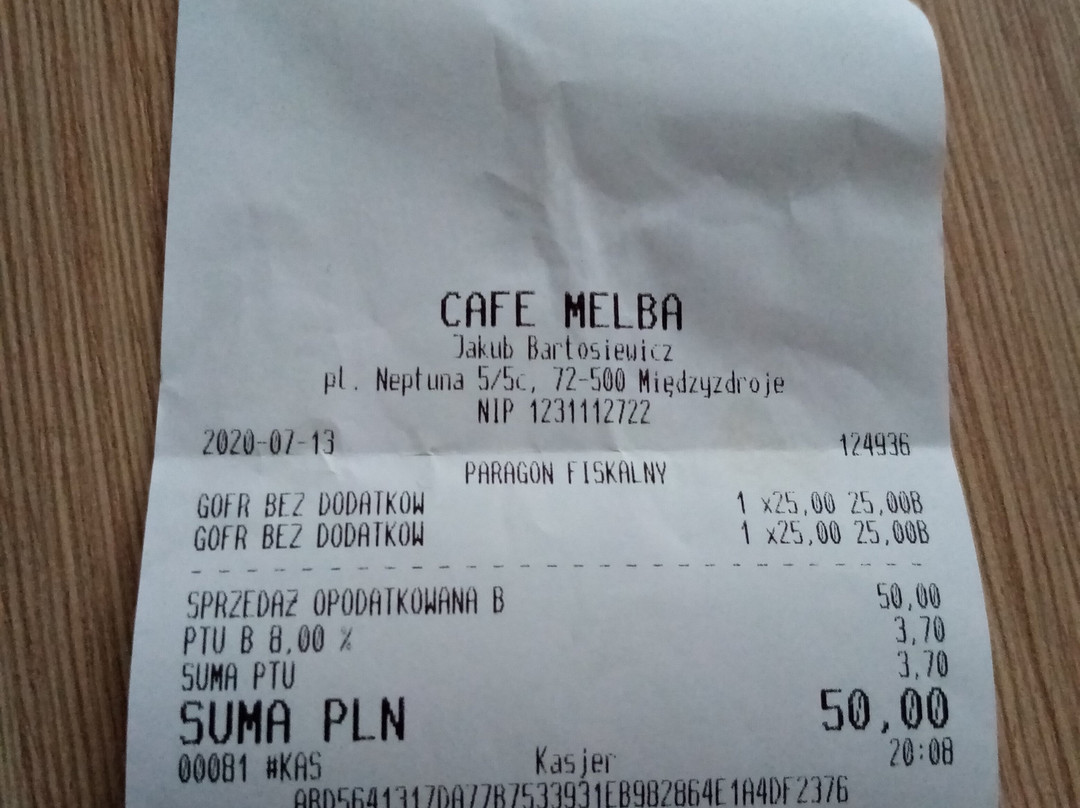 CAFE MELBA
Jakub Bartosiewicz
pl. Neptuna 5/5c, 72-500 Międzyzdroje
NIP 1231112722
2020-07-13 124936
PARAGON FISKALNY
GOFR BEZ DODATKOW 1 x25,00 25,00B
GOFR BEZ DODATKOW 1 x25,00 25,00B
SPRZEDAŻ OPODATKOWANA B 50,00
PTU B 8,00 % 3,70
SUMA PTU 3,70
SUMA PLN 50,00
00081 #KAS Kasjer 20:08